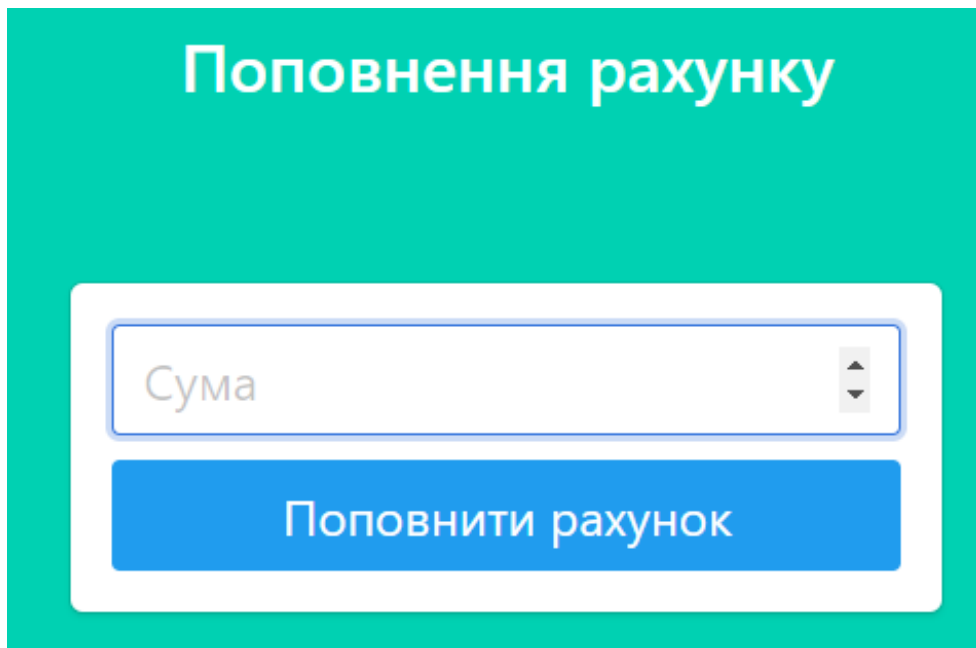 Поповнення рахунку
Сума
Поповнити рахунок